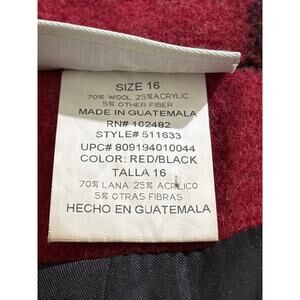 SIZE 16
70% WOOL 25%ACRYLIC
5% OTHER FIBER
MADE IN GUATEMALA
RN# 102482
STYLE# 511633
UPC# 809194010044
COLOR: RED/BLACK
TALLA 16
70% LANA 25% ACRILICO
5% OTRAS FIBRAS
HECHO EN GUATEMALA